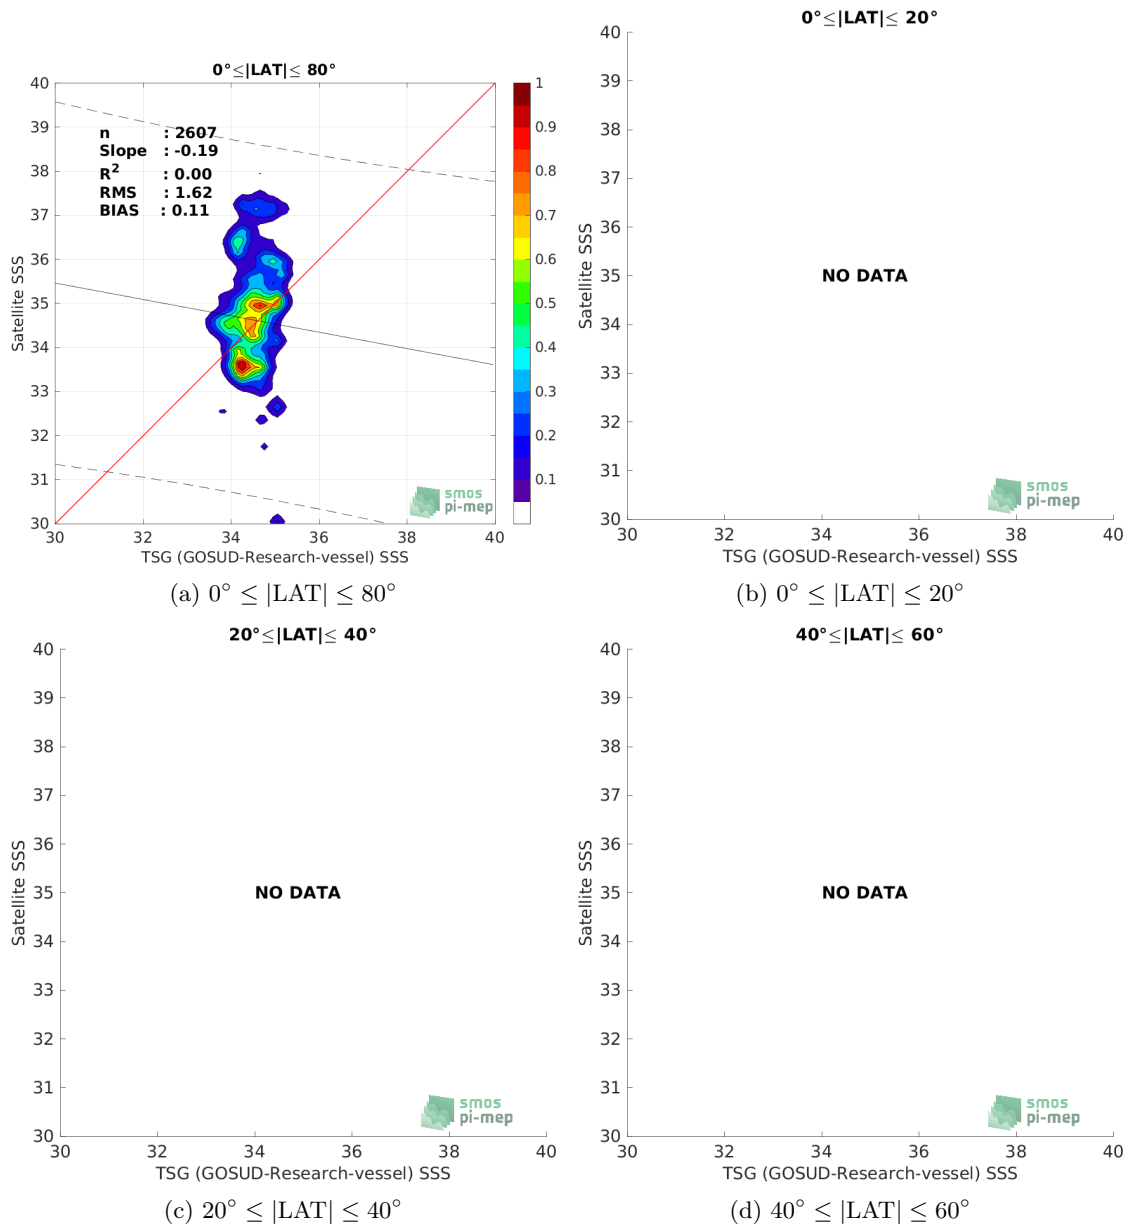 0°≤|LAT|≤ 80°
40
39
38
37
36
35
34
33
32
31
30
Satellite SSS
n : 2607
Slope : -0.19
R² : 0.00
RMS : 1.62
BIAS : 0.11
1
0.9
0.8
0.7
0.6
0.5
0.4
0.3
0.2
0.1
smos
pi-mep
30 32 34 36 38 40
TSG (GOSUD-Research-vessel) SSS
(a) 0° ≤ |LAT| ≤ 80°
0°≤|LAT|≤ 20°
40
39
38
37
36
35
34
33
32
31
30
Satellite SSS
NO DATA
smos
pi-mep
30 32 34 36 38 40
TSG (GOSUD-Research-vessel) SSS
(b) 0° ≤ |LAT| ≤ 20°
20°≤|LAT|≤ 40°
40
39
38
37
36
35
34
33
32
31
30
Satellite SSS
NO DATA
smos
pi-mep
30 32 34 36 38 40
TSG (GOSUD-Research-vessel) SSS
(c) 20° ≤ |LAT| ≤ 40°
40°≤|LAT|≤ 60°
40
39
38
37
36
35
34
33
32
31
30
Satellite SSS
NO DATA
smos
pi-mep
30 32 34 36 38 40
TSG (GOSUD-Research-vessel) SSS
(d) 40° ≤ |LAT| ≤ 60°